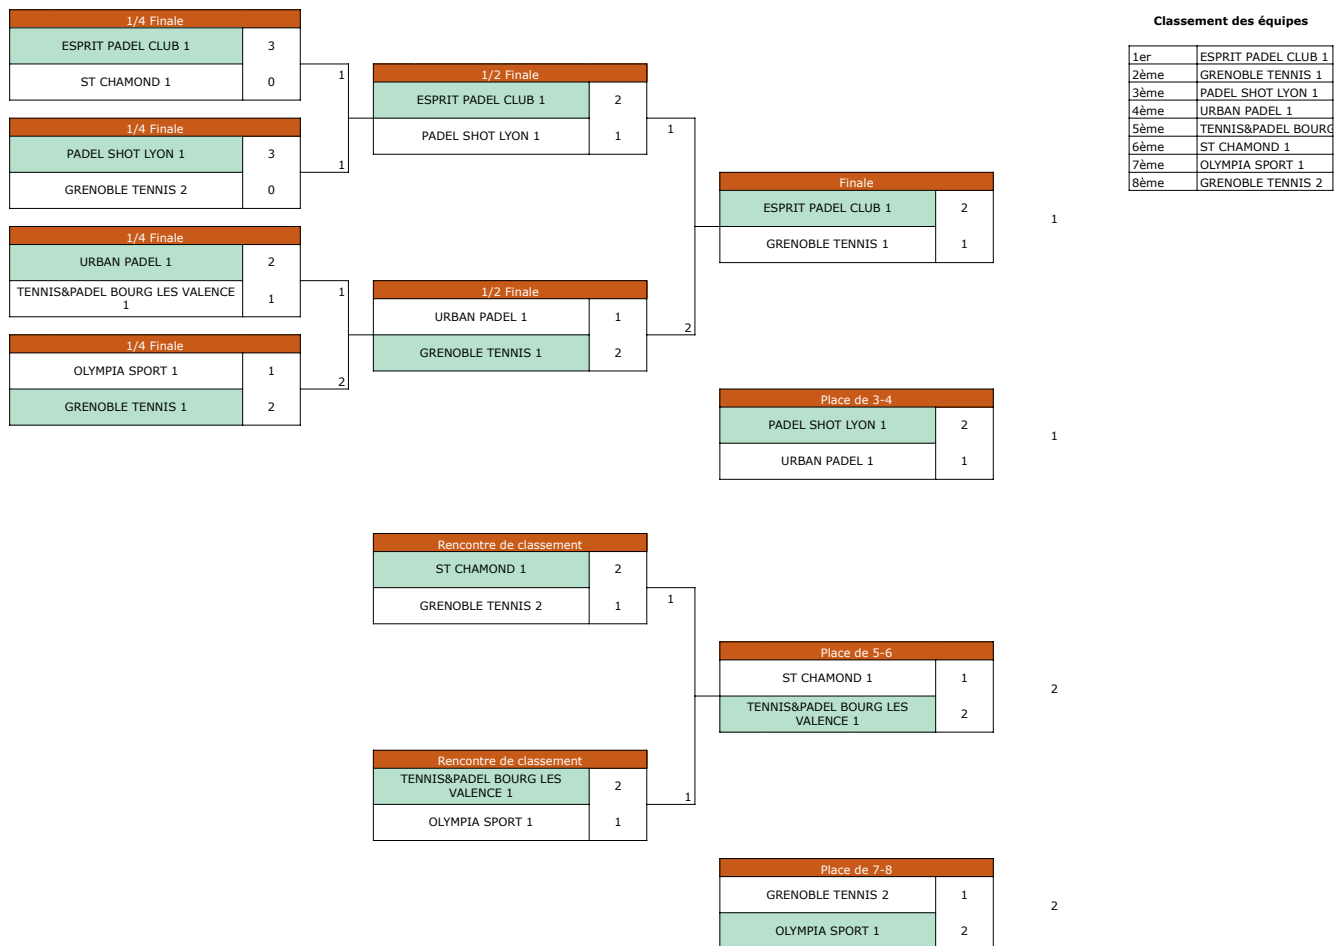 1/4 Finale
ESPRIT PADEL CLUB 1 3
ST CHAMOND 1 0
1
1/4 Finale
PADEL SHOT LYON 1 3
GRENOBLE TENNIS 2 0
1
1/4 Finale
URBAN PADEL 1 2
TENNIS&PADEL BOURG LES VALENCE
1 1
1
1/4 Finale
OLYMPIA SPORT 1 1
GRENOBLE TENNIS 1 2
2
1/2 Finale
ESPRIT PADEL CLUB 1 2
PADEL SHOT LYON 1 1
1
1/2 Finale
URBAN PADEL 1 1
GRENOBLE TENNIS 1 2
2
Finale
ESPRIT PADEL CLUB 1 2
GRENOBLE TENNIS 1 1
1
Place de 3-4
PADEL SHOT LYON 1 2
URBAN PADEL 1 1
1
Rencontre de classement
ST CHAMOND 1 2
GRENOBLE TENNIS 2 1
1
Rencontre de classement
TENNIS&PADEL BOURG LES
VALENCE 1 2
OLYMPIA SPORT 1 1
1
Place de 5-6
ST CHAMOND 1 1
TENNIS&PADEL BOURG LES
VALENCE 1 2
2
Place de 7-8
GRENOBLE TENNIS 2 1
OLYMPIA SPORT 1 2
2
Classement des équipes
1er ESPRIT PADEL CLUB 1
2ème GRENOBLE TENNIS 1
3ème PADEL SHOT LYON 1
4ème URBAN PADEL 1
5ème TENNIS&PADEL BOURG
6ème ST CHAMOND 1
7ème OLYMPIA SPORT 1
8ème GRENOBLE TENNIS 2